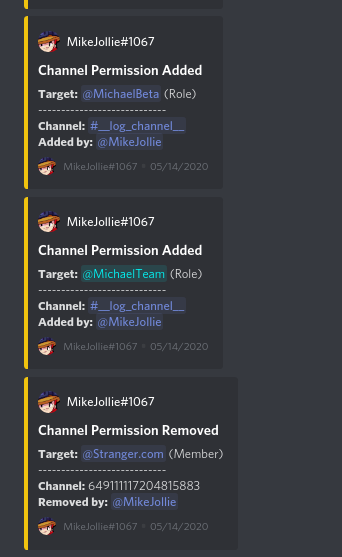 MikeJollie#1067
Channel Permission Added
Target: @MichaelBeta (Role)
----------------------------
Channel: #__log_channel__
Added by: @MikeJollie
MikeJollie#1067 • 05/14/2020
MikeJollie#1067
Channel Permission Added
Target: @MichaelTeam (Role)
----------------------------
Channel: #__log_channel__
Added by: @MikeJollie
MikeJollie#1067 • 05/14/2020
MikeJollie#1067
Channel Permission Removed
Target: @Stranger.com (Member)
----------------------------
Channel: 649111117204815883
Removed by: @MikeJollie
MikeJollie#1067 • 05/14/2020